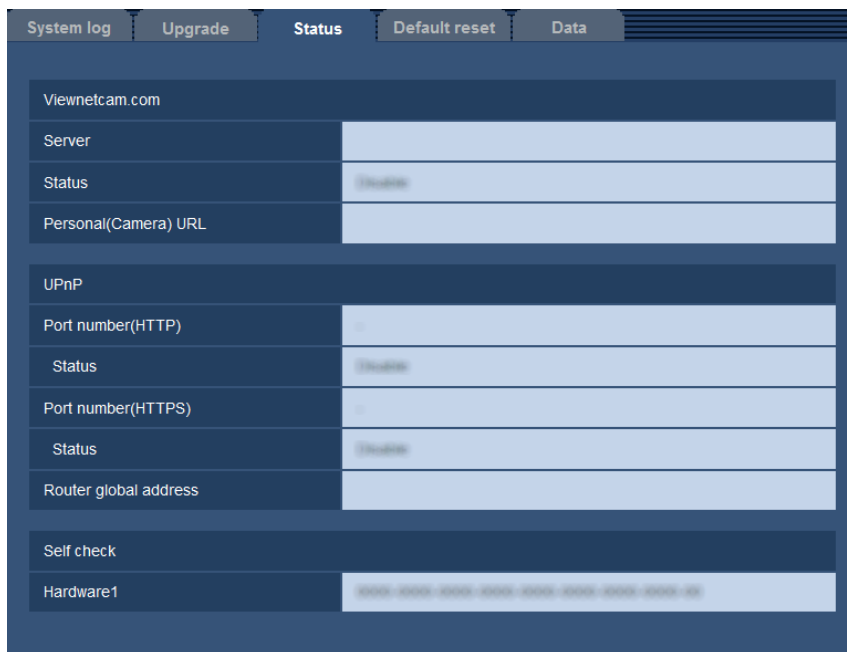 System log Upgrade Status Default reset Data
Viewnetcam.com
Server
Status
Personal(Camera) URL
UPnP
Port number(HTTP)
Status
Port number(HTTPS)
Status
Router global address
Self check
Hardware1